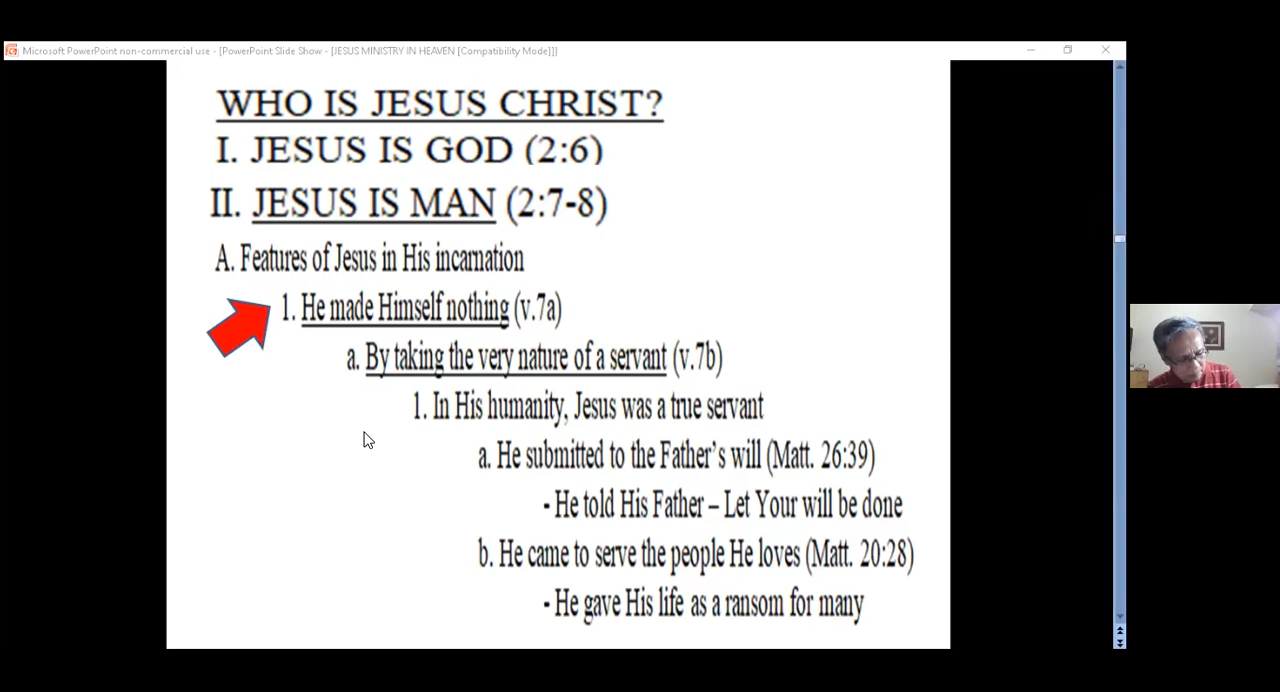 Microsoft PowerPoint non-commercial use - [PowerPoint Slide Show - [JESUS MINISTRY IN HEAVEN [Compatibility Mode]]]
WHO IS JESUS CHRIST?
I. JESUS IS GOD (2:6)
II. JESUS IS MAN (2:7-8)
A. Features of Jesus in His incarnation
1. He made Himself nothing (v.7a)
a. By taking the very nature of a servant (v.7b)
1. In His humanity, Jesus was a true servant
a. He submitted to the Father's will (Matt. 26:39)
- He told His Father – Let Your will be done
b. He came to serve the people He loves (Matt. 20:28)
- He gave His life as a ransom for many